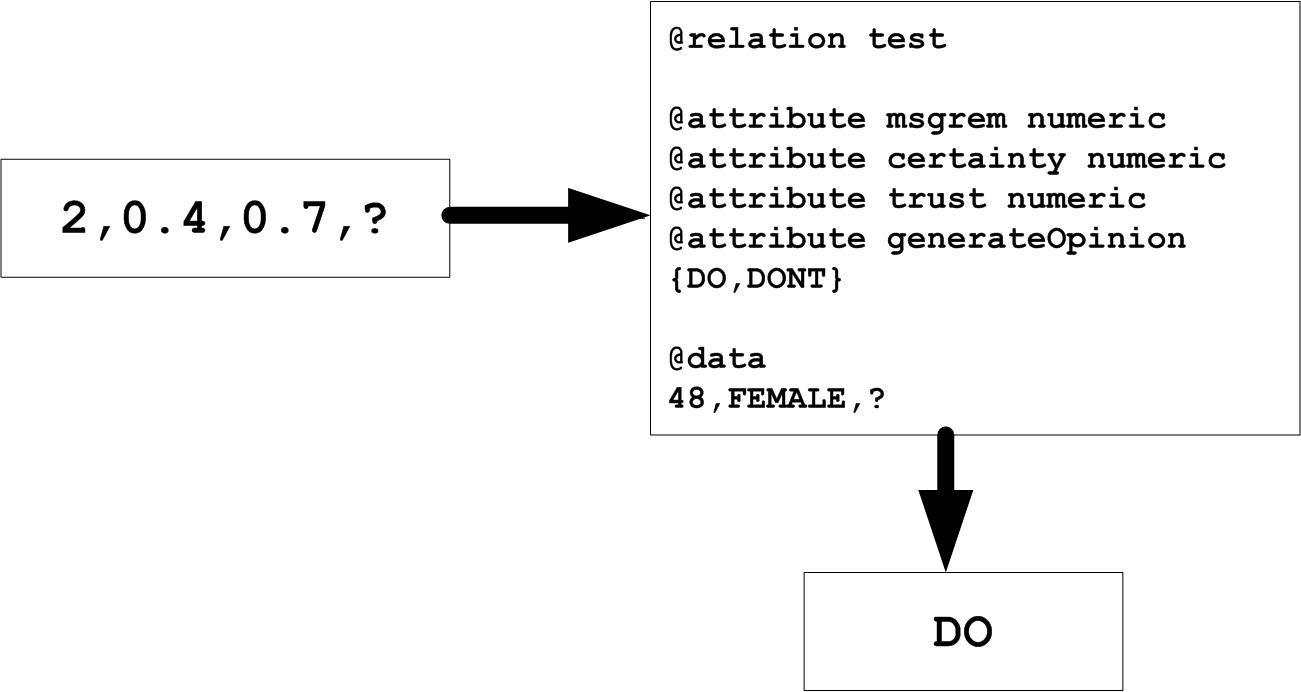 2,0.4,0.7,?
@relation test
@attribute msgrem numeric
@attribute certainty numeric
@attribute trust numeric
@attribute generateOpinion
{DO,DONT}
@data
48,FEMALE,?
DO